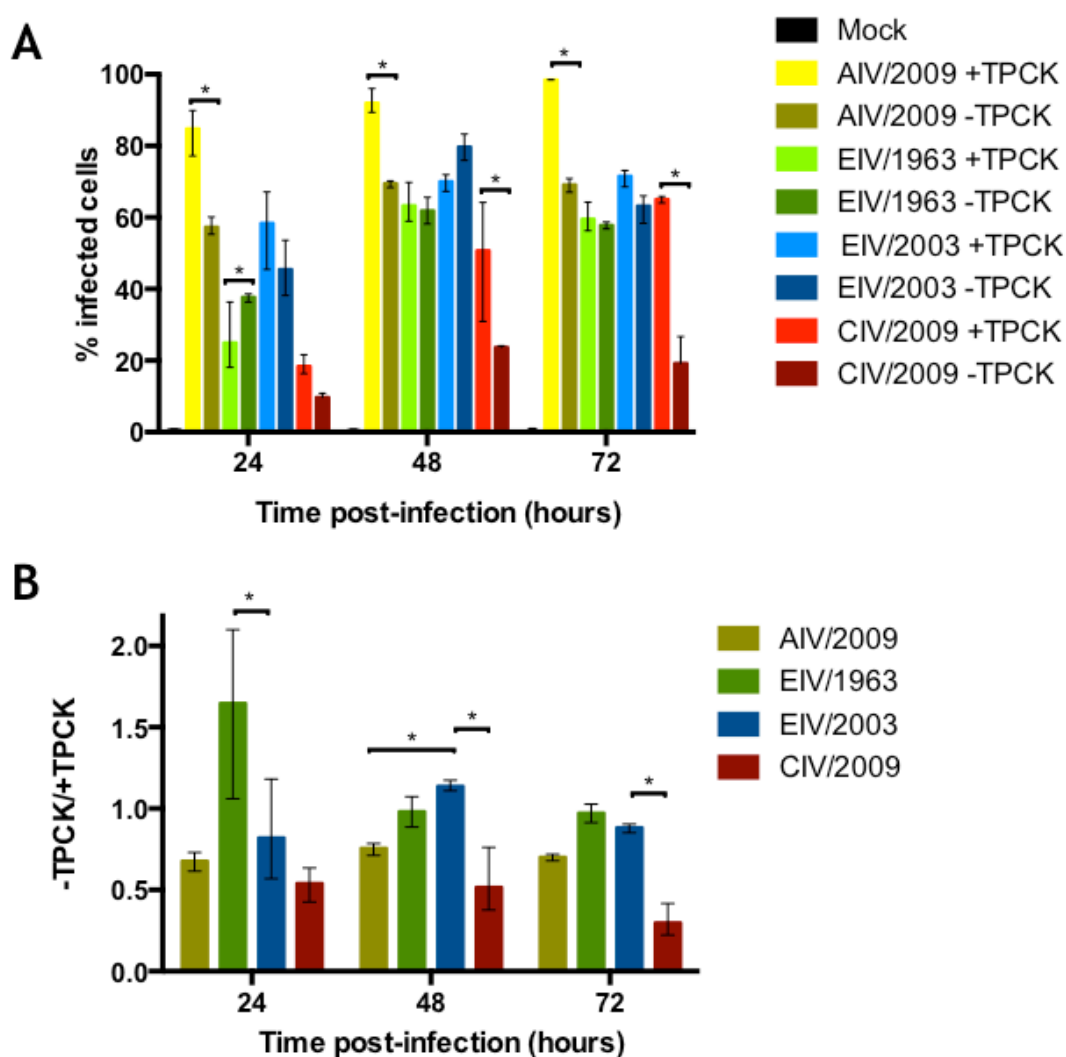 A
Mock
AIV/2009 +TPCK
AIV/2009 -TPCK
EIV/1963 +TPCK
EIV/1963 -TPCK
EIV/2003 +TPCK
EIV/2003 -TPCK
CIV/2009 +TPCK
CIV/2009 -TPCK
% infected cells
100
80
60
40
20
0
* * * * * *
24 48 72
Time post-infection (hours)
B
AIV/2009
EIV/1963
EIV/2003
CIV/2009
-TPCK/+TPCK
2.0
1.5
1.0
0.5
0.0
* * * *
24 48 72
Time post-infection (hours)